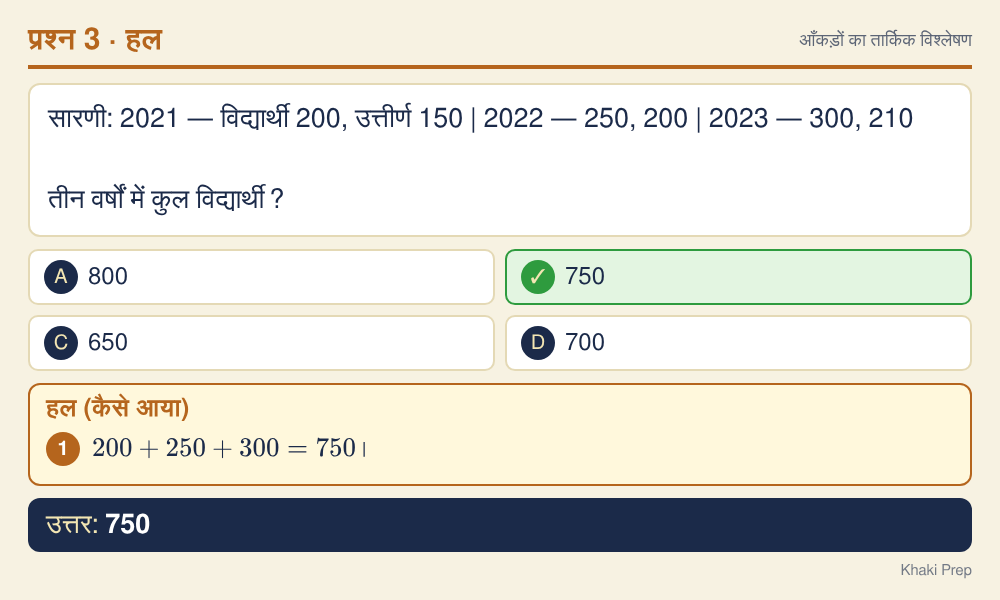 प्रश्न 3 · हल
आँकड़ों का तार्किक विश्लेषण
सारणी: 2021 — विद्यार्थी 200, उत्तीर्ण 150 | 2022 — 250, 200 | 2023 — 300, 210
तीन वर्षों में कुल विद्यार्थी ?
A 800
✓ 750
C 650
D 700
हल (कैसे आया)
1 200 + 250 + 300 = 750।
उत्तर: 750
Khaki Prep